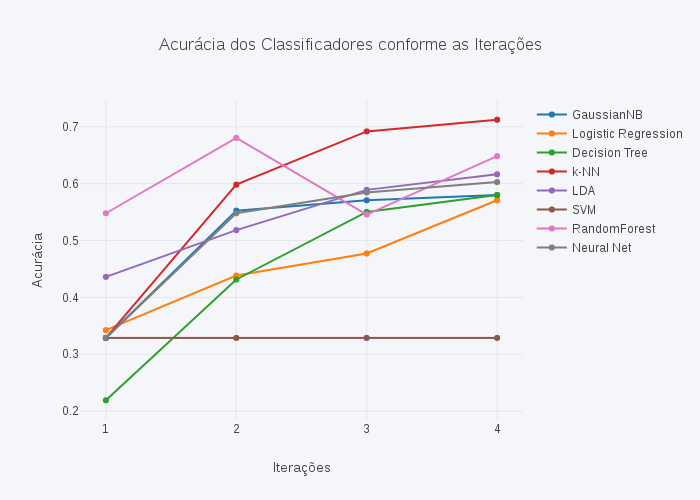 Acurácia dos Classificadores conforme as Iterações
GaussianNB
Logistic Regression
Decision Tree
k-NN
LDA
SVM
RandomForest
Neural Net
Acurácia
0.7
0.6
0.5
0.4
0.3
0.2
1 2 3 4
Iterações